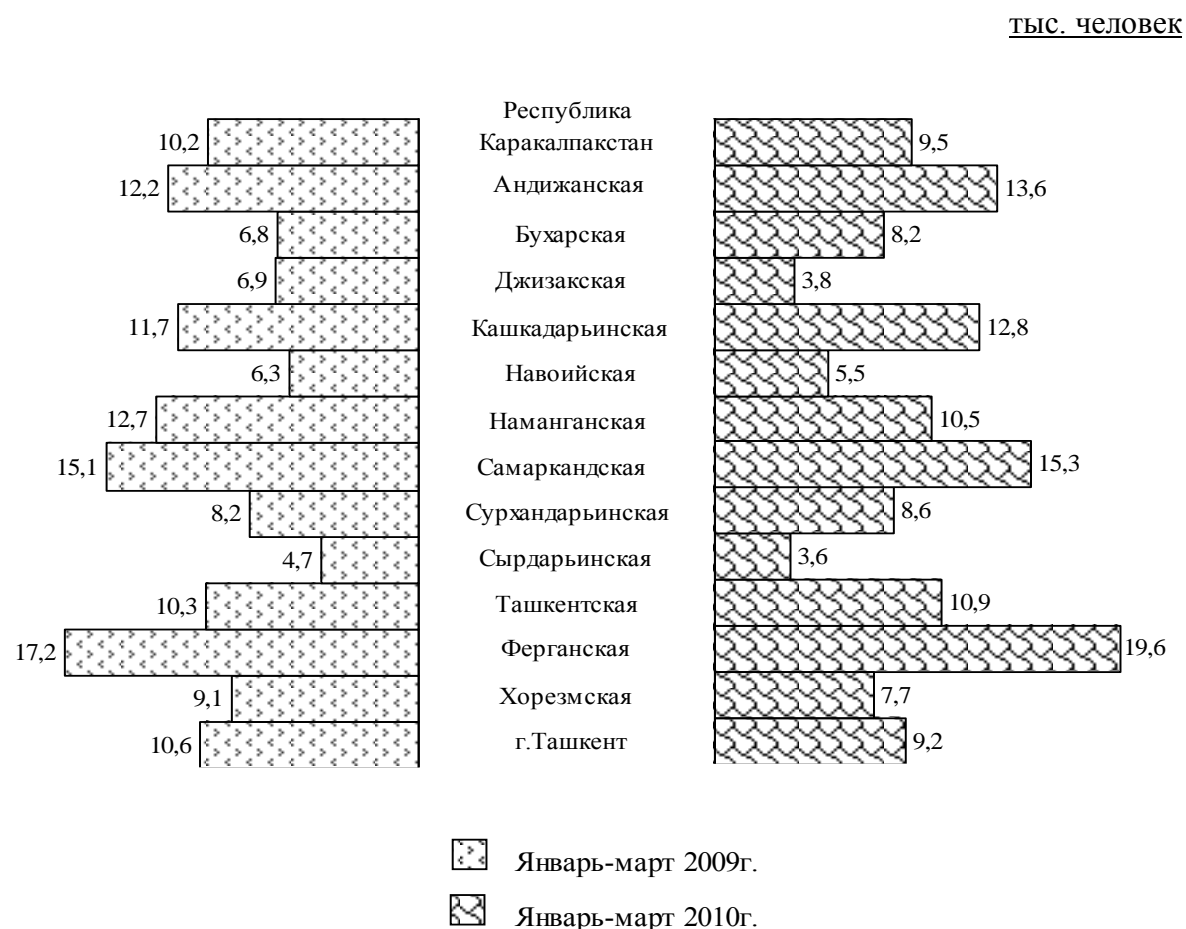 тыс. человек
Республика
10,2 Каракалпакстан 9,5
12,2 Андижанская 13,6
6,8 Бухарская 8,2
6,9 Джизакская 3,8
11,7 Кашкадарьинская 12,8
6,3 Навоийская 5,5
12,7 Наманганская 10,5
15,1 Самаркандская 15,3
8,2 Сурхандарьинская 8,6
4,7 Сырдарьинская 3,6
10,3 Ташкентская 10,9
17,2 Ферганская 19,6
9,1 Хорезмская 7,7
10,6 г.Ташкент 9,2
Январь-март 2009г.
Январь-март 2010г.